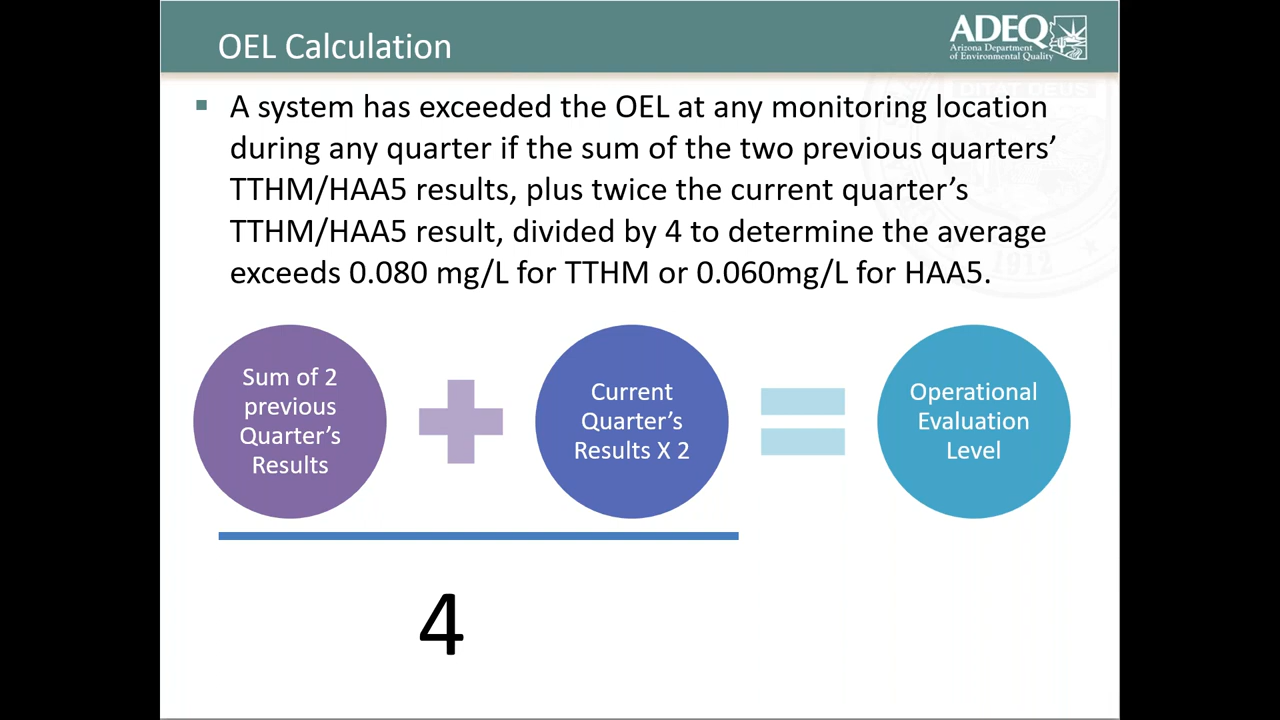 OEL Calculation
ADEQ
Arizona Department
of Environmental Quality
▪ A system has exceeded the OEL at any monitoring location
during any quarter if the sum of the two previous quarters’
TTHM/HAA5 results, plus twice the current quarter’s
TTHM/HAA5 result, divided by 4 to determine the average
exceeds 0.080 mg/L for TTHM or 0.060mg/L for HAA5.
DITAT DEUS
1912
Sum of 2
previous
Quarter’s
Results
+
Current
Quarter’s
Results X 2
=
Operational
Evaluation
Level
4